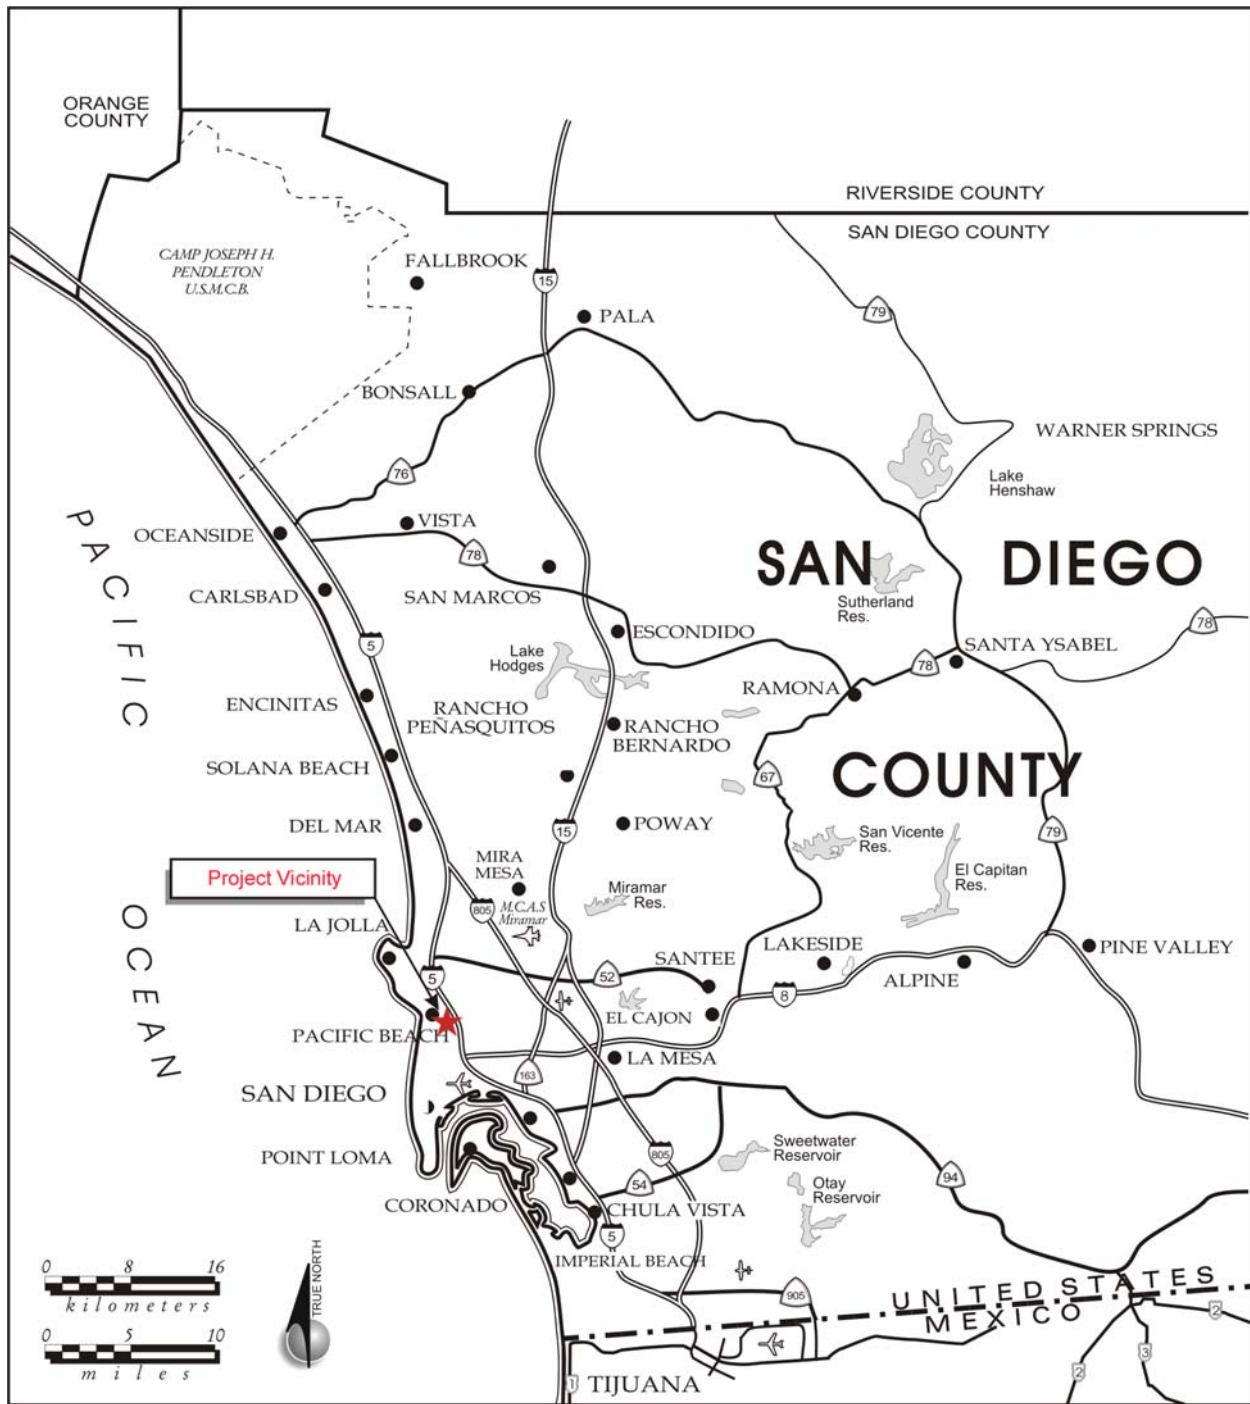 ORANGE
COUNTY
RIVERSIDE COUNTY
SAN DIEGO COUNTY
CAMP JOSEPH H.
PENDLETON
U.S.M.C.B.
FALLBROOK
15
79
PALA
BONSALL
WARNER SPRINGS
Lake
Henshaw
76
PACIFIC
OCEAN
OCEANSIDE
VISTA
78
SAN DIEGO
COUNTY
Sutherland
Res.
CARLSBAD
SAN MARCOS
ESCONDIDO
78
SANTA YSABEL
5
Lake
Hodges
78
RAMONA
ENCINITAS
RANCHO
PEÑASQUITOS
RANCHO
BERNARDO
SOLANA BEACH
67
DEL MAR
15
POWAY
San Vicente
Res.
79
El Capitan
Res.
MIRA
MESA
Project Vicinity
M.C.A.S
Miramar
805
Miramar
Res.
LA JOLLA
SANTEE
LAKESIDE
PINE VALLEY
5
52
8
ALPINE
PACIFIC BEACH
EL CAJON
LA MESA
163
SAN DIEGO
POINT LOMA
805
Sweetwater
Reservoir
54
Otay
Reservoir
94
CORONADO
CHULA VISTA
5
IMPERIAL BEACH
905
UNITED STATES
MEXICO
2
3
2
1
TIJUANA
0 8 16
kilometers
0 5 10
miles
TRUE NORTH